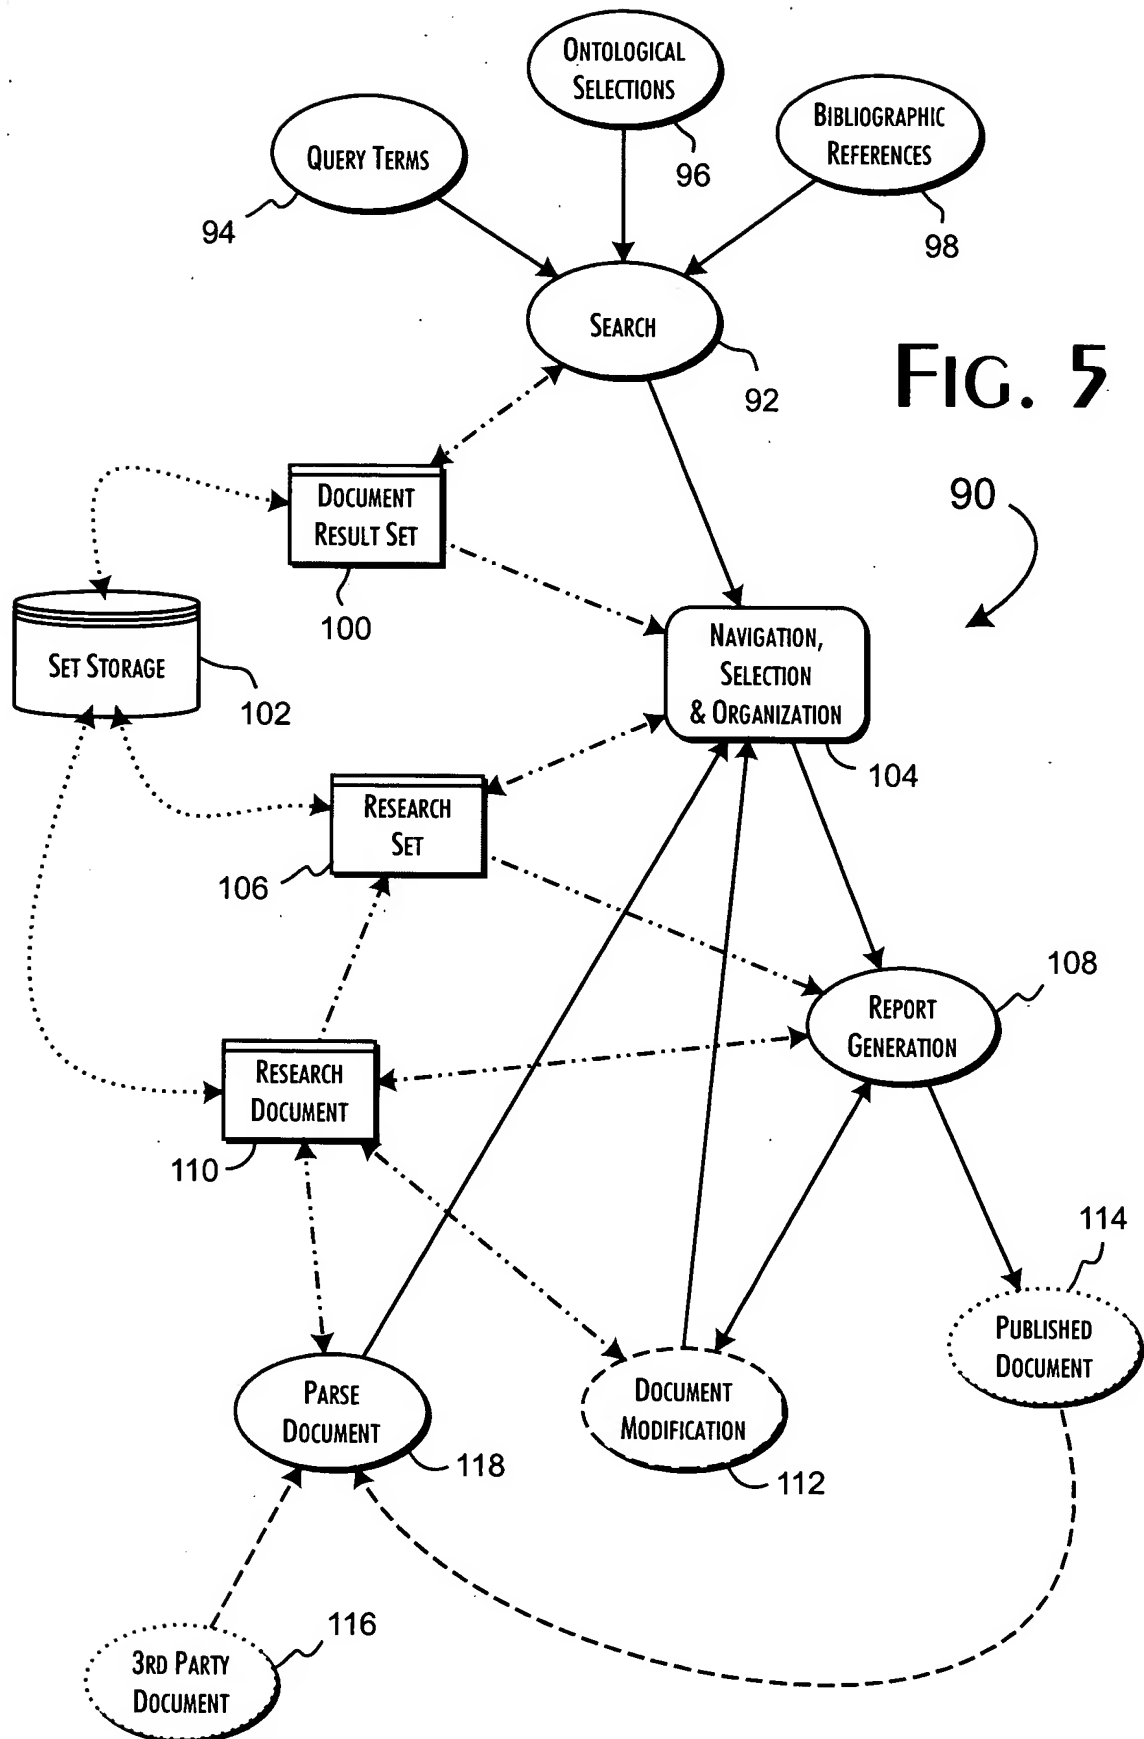 ONTOLOGICAL
SELECTIONS
96
BIBLIOGRAPHIC
REFERENCES
98
QUERY TERMS
94
SEARCH
92
FIG. 5
90
DOCUMENT
RESULT SET
100
SET STORAGE
102
NAVIGATION,
SELECTION
& ORGANIZATION
104
RESEARCH
SET
106
REPORT
GENERATION
108
RESEARCH
DOCUMENT
110
114
PUBLISHED
DOCUMENT
PARSE
DOCUMENT
118
DOCUMENT
MODIFICATION
112
116
3RD PARTY
DOCUMENT